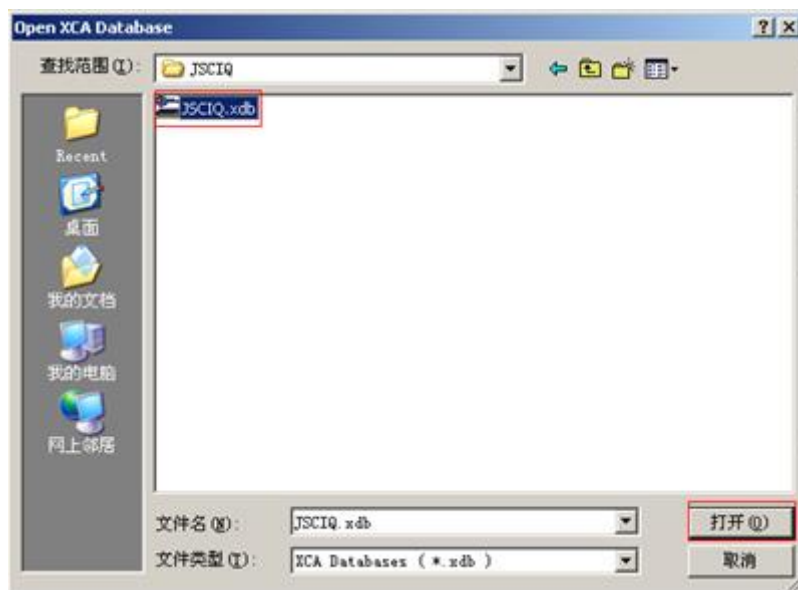 Open XCA Database
查找范围(I):
JSCIQ
JSCIQ.xdb
Recent
桌面
我的文档
我的电脑
网上邻居
文件名(N):
JSCIQ.xdb
打开(O)
文件类型(T):
XCA Databases ( *.xdb )
取消